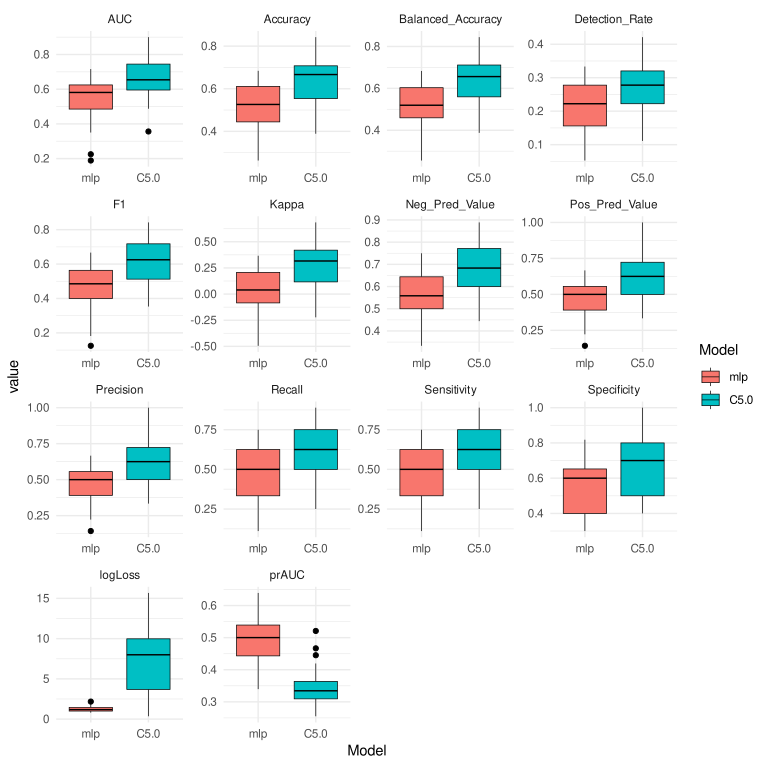 AUC Accuracy Balanced_Accuracy Detection_Rate
0.8 0.8 0.8 0.4
0.6 0.6 0.3
0.6 0.4 0.4 0.2
0.4 0.1
0.2
mlp C5.0 mlp C5.0 mlp C5.0 mlp C5.0
F1 Kappa Neg_Pred_Value Pos_Pred_Value
0.8 0.50 0.9 1.00
0.6 0.25 0.8 0.75
0.4 0.00 0.7 0.50
0.2 -0.25 0.6 0.25
-0.50 0.5
0.4
mlp C5.0 mlp C5.0 mlp C5.0 mlp C5.0
value
Model
mlp
C5.0
Precision Recall Sensitivity Specificity
1.00 0.75 0.75 1.0
0.75 0.50 0.50 0.8
0.50 0.25 0.25 0.6
0.25 0.4
mlp C5.0 mlp C5.0 mlp C5.0 mlp C5.0
logLoss prAUC
15 0.6
10 0.5
5 0.4
0 0.3
mlp C5.0 mlp C5.0
Model